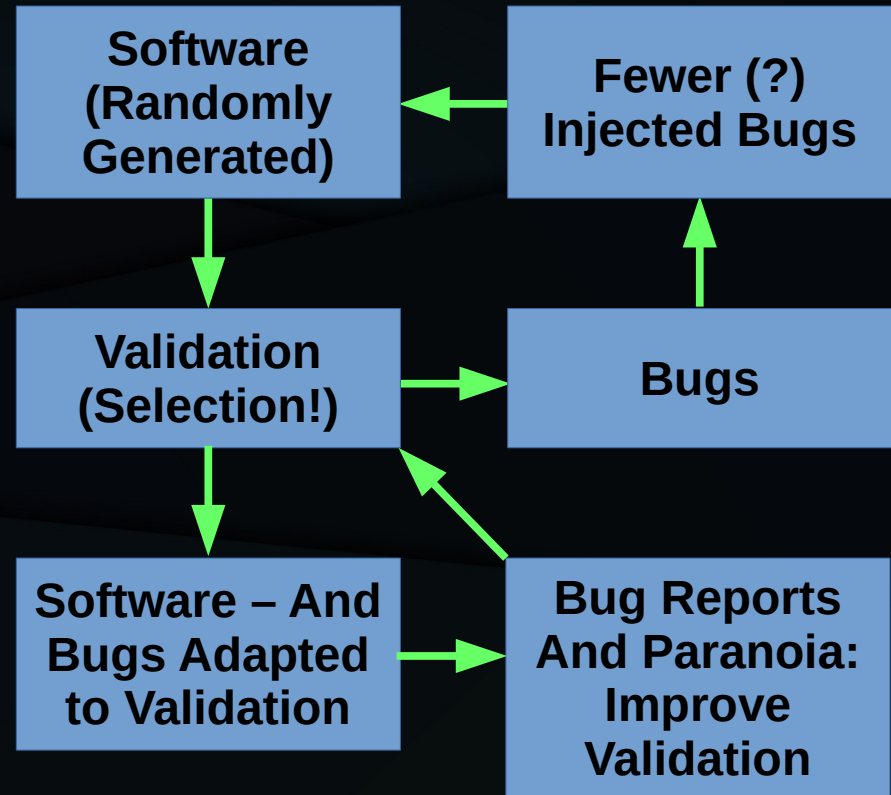 Software
(Randomly
Generated)
Fewer (?)
Injected Bugs
Validation
(Selection!)
Bugs
Software – And
Bugs Adapted
to Validation
Bug Reports
And Paranoia:
Improve
Validation